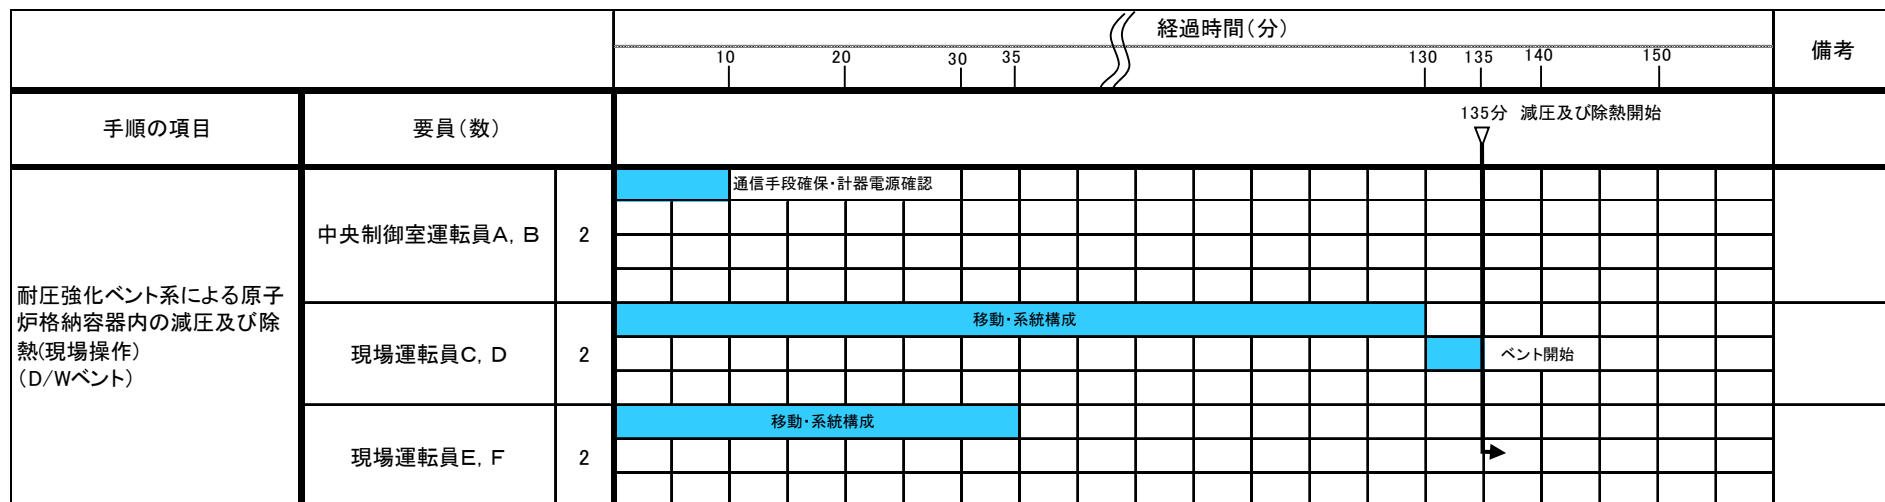 経過時間(分)
備考
10 20 30 35 130 135 140 150
手順の項目 要員(数)
135分 減圧及び除熱開始
通信手段確保・計器電源確認
中央制御室運転員A, B 2
耐圧強化ベント系による原子
炉格納容器内の減圧及び除
熱(現場操作)
(D/Wベント)
移動・系統構成
現場運転員C, D 2
ベント開始
移動・系統構成
現場運転員E, F 2